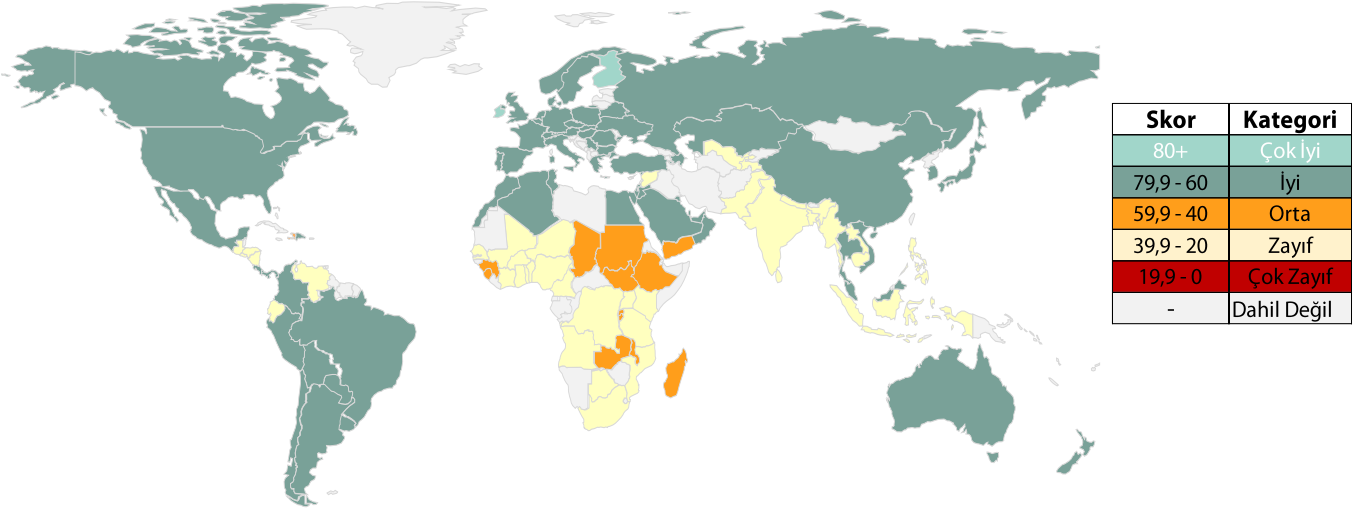 Skor Kategori
80+ Çok İyi
79,9 - 60 İyi
59,9 - 40 Orta
39,9 - 20 Zayıf
19,9 - 0 Çok Zayıf
- Dahil Değil